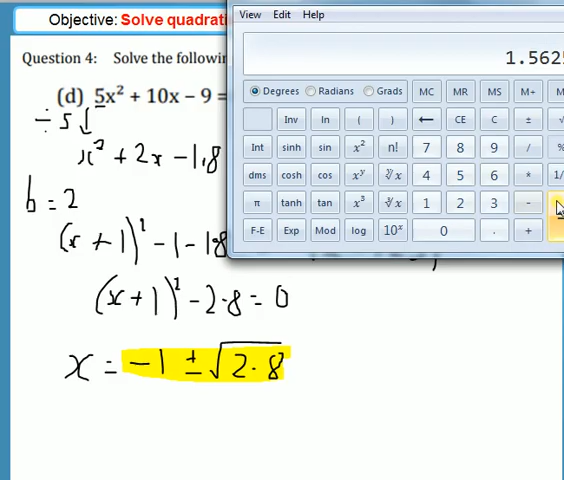 Objective: Solve quadrati
Question 4: Solve the followin
(d) 5x² + 10x − 9 =
÷5 ↓
x² + 2x − 1.8
b = 2
(x + 1)² − 1 − 1.8
(x + 1)² − 2.8 = 0
x = −1 ± √2.8
View Edit Help
1.5625
Degrees Radians Grads MC MR MS M+
Inv ln ( ) ← CE C ±
Int sinh sin x² n! 7 8 9 /
dms cosh cos xʸ ʸ√x 4 5 6 * 1/
π tanh tan x³ ³√x 1 2 3 -
F-E Exp Mod log 10ˣ 0 . +